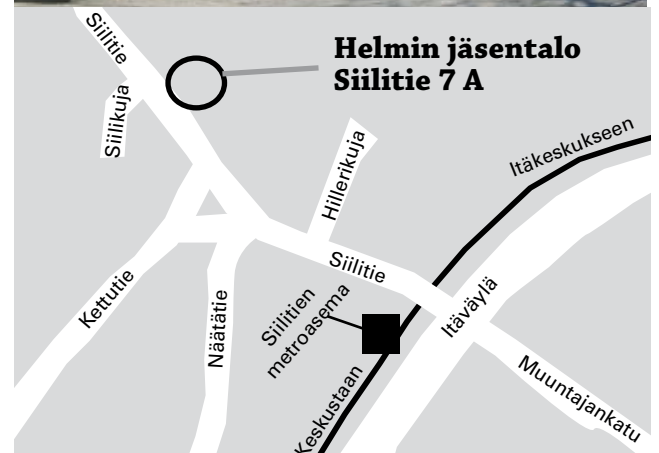 Siilitie
Helmin jäsentalo
Siilitie 7 A
Siilikuja
Hillerikuja
Itäkeskukseen
Siilitie
Kettutie
Näätätie
Siilitien
metroasema
Itäväylä
Keskustaan
Muuntajankatu